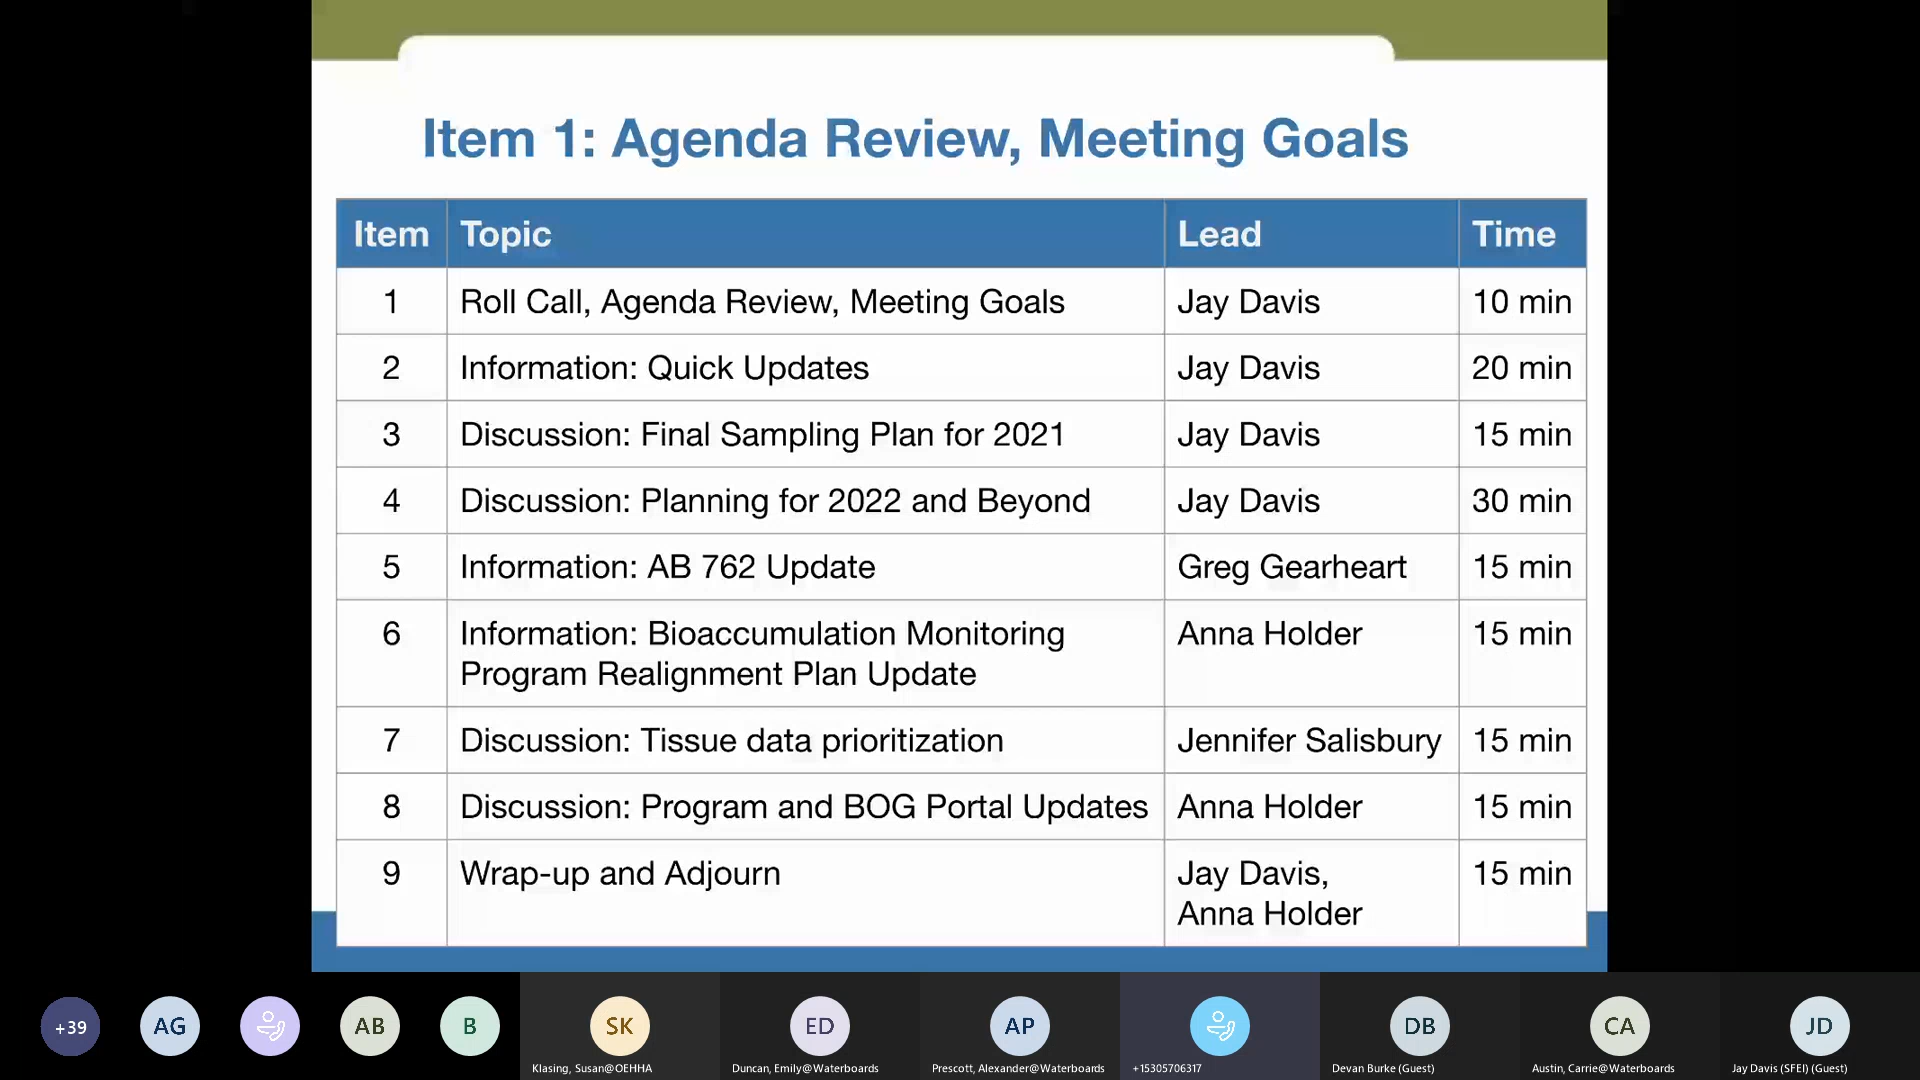 Item 1: Agenda Review, Meeting Goals
Item Topic Lead Time
1 Roll Call, Agenda Review, Meeting Goals Jay Davis 10 min
2 Information: Quick Updates Jay Davis 20 min
3 Discussion: Final Sampling Plan for 2021 Jay Davis 15 min
4 Discussion: Planning for 2022 and Beyond Jay Davis 30 min
5 Information: AB 762 Update Greg Gearheart 15 min
6 Information: Bioaccumulation Monitoring Anna Holder 15 min
Program Realignment Plan Update
7 Discussion: Tissue data prioritization Jennifer Salisbury 15 min
8 Discussion: Program and BOG Portal Updates Anna Holder 15 min
9 Wrap-up and Adjourn Jay Davis, 15 min
Anna Holder
+39 AG AB B SK ED AP DB CA JD
Klasing, Susan@OEHHA Duncan, Emily@Waterboards Prescott, Alexander@Waterboards +15305706317 Devan Burke (Guest) Austin, Carrie@Waterboards Jay Davis (SFEI) (Guest)